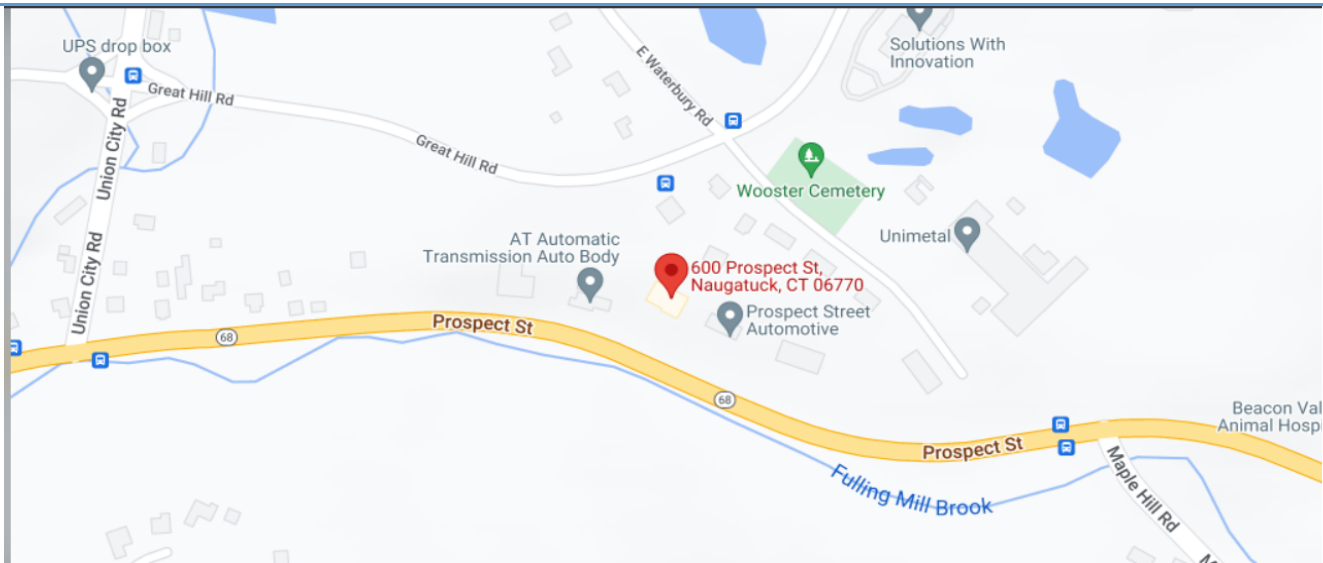 UPS drop box
Solutions With
Innovation
Great Hill Rd
E Waterbury Rd
Union City Rd
Great Hill Rd
Wooster Cemetery
Union City Rd
AT Automatic
Transmission Auto Body
Unimetal
600 Prospect St,
Naugatuck, CT 06770
Prospect Street
Automotive
Prospect St
68
68
Beacon Val
Animal Hospi
Prospect St
Maple Hill Rd
Fulling Mill Brook
M